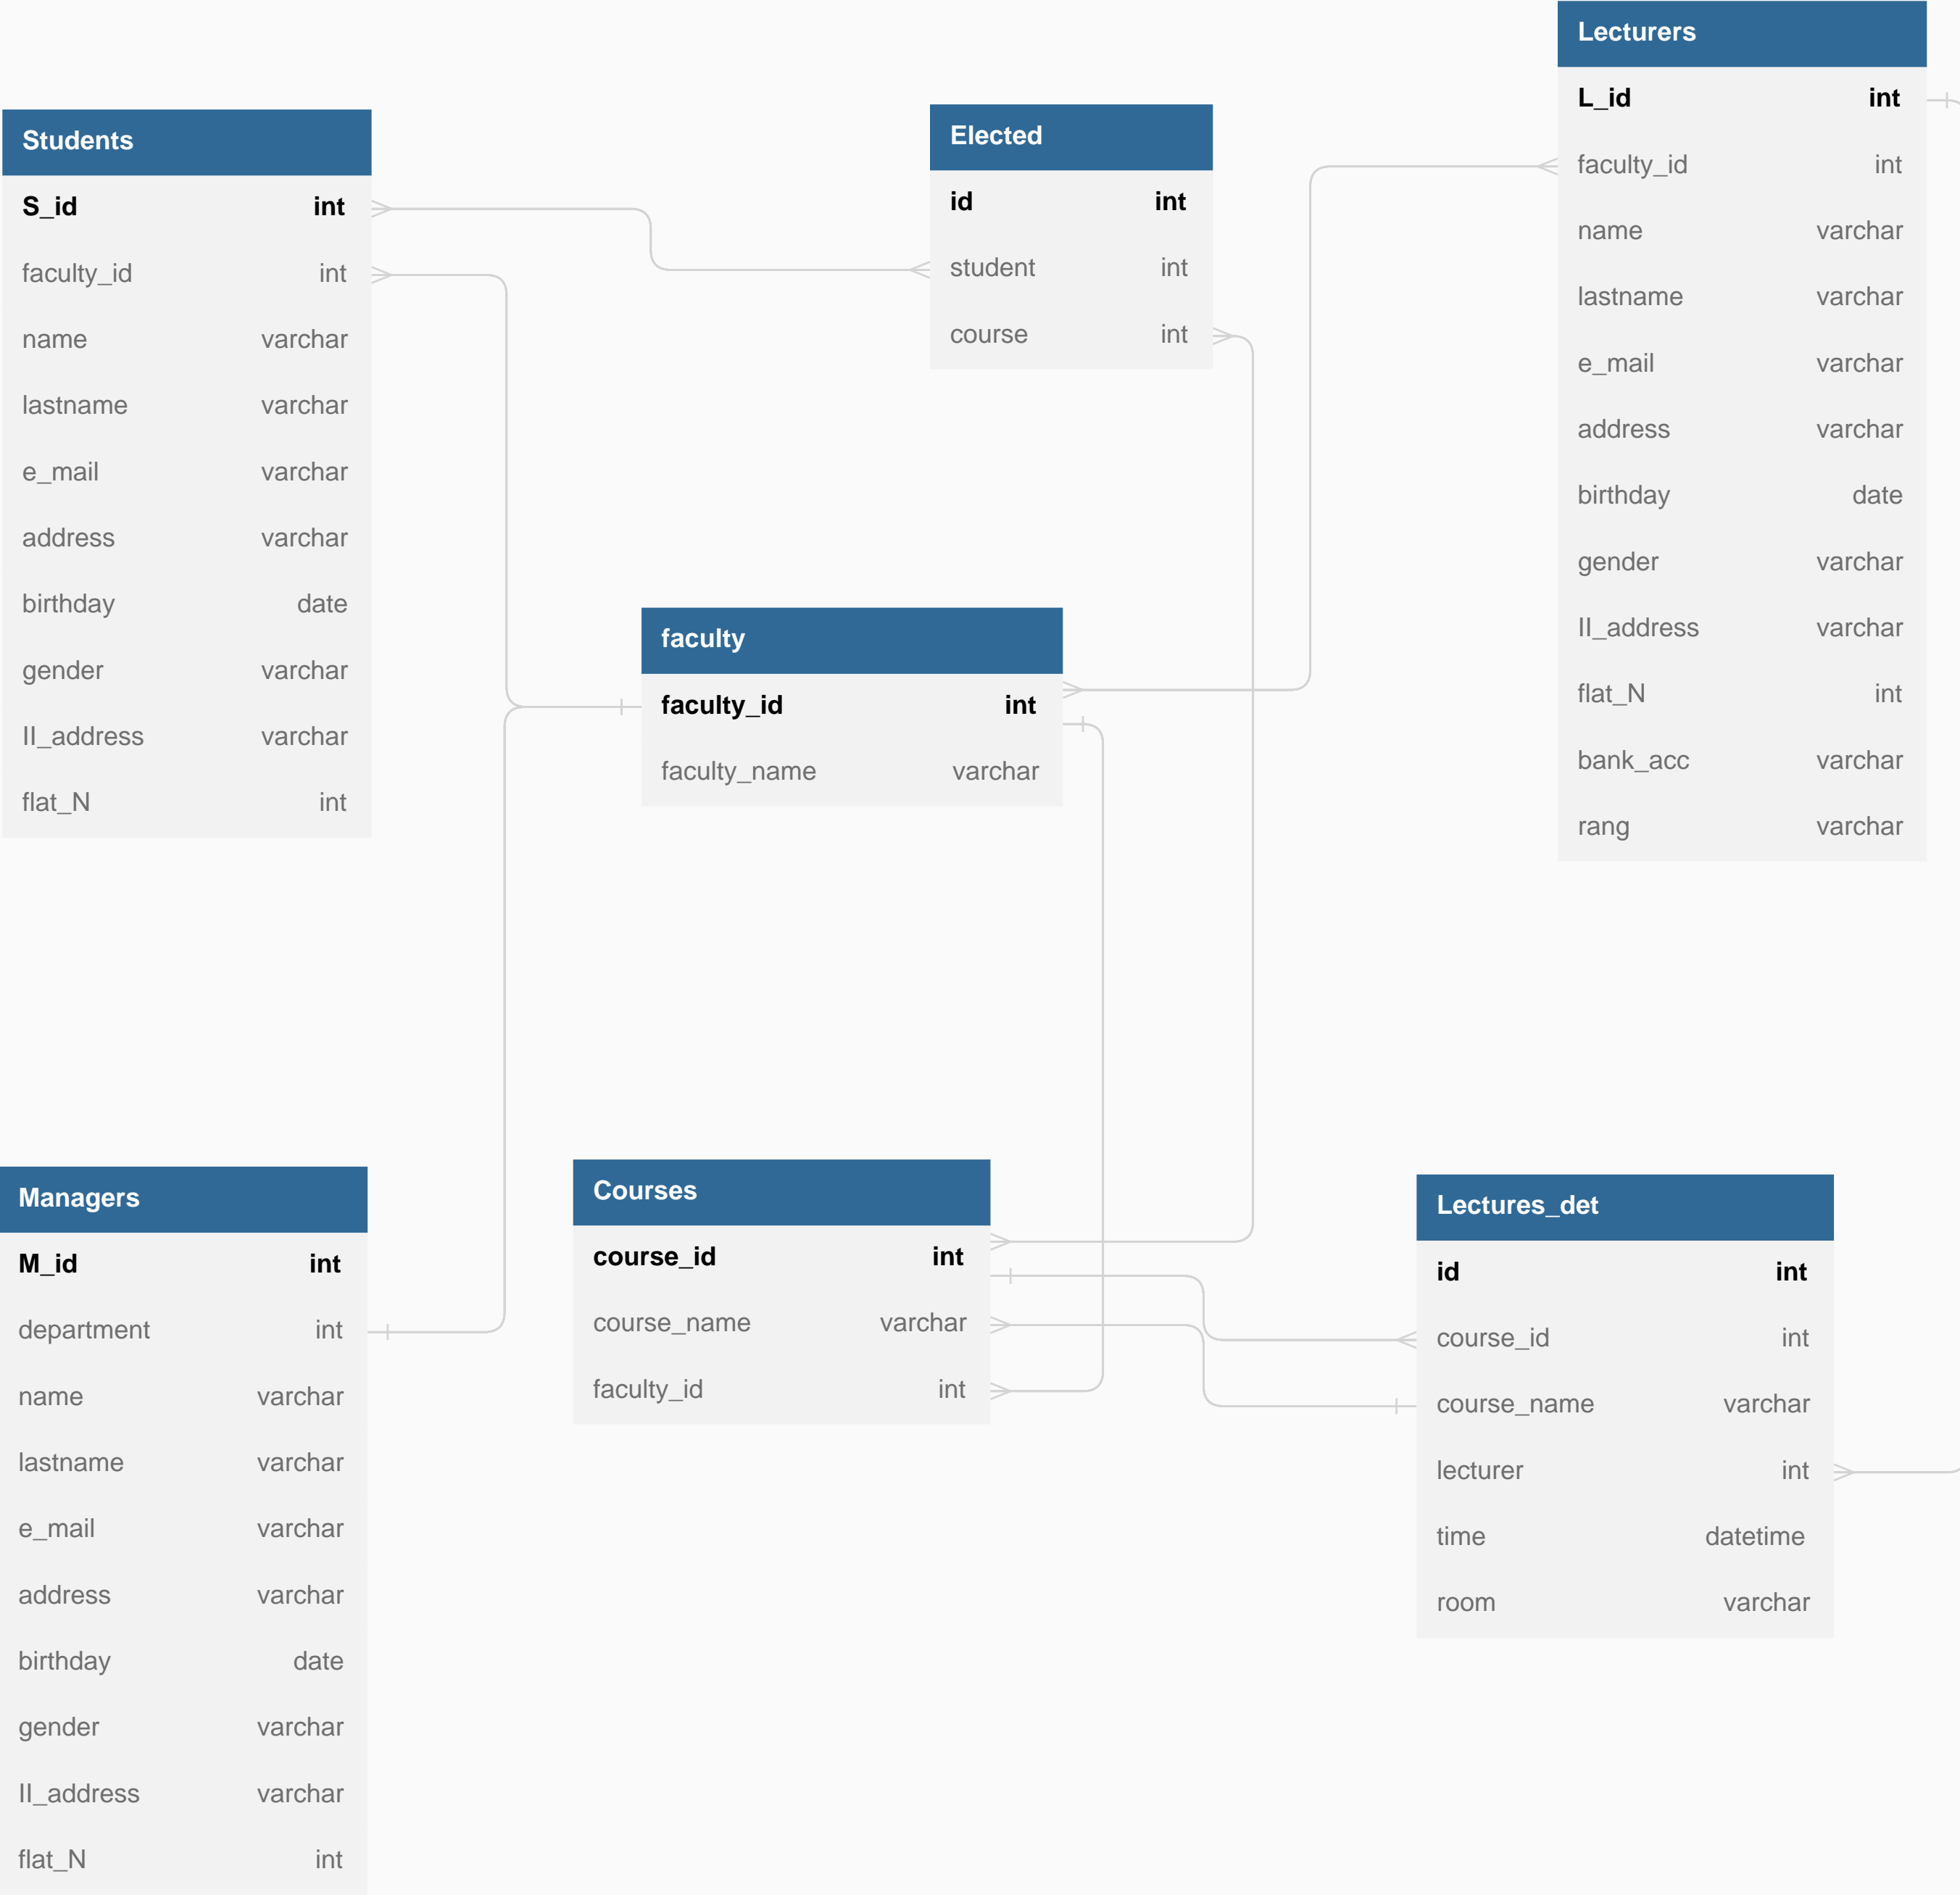 Students
S_id int
faculty_id int
name varchar
lastname varchar
e_mail varchar
address varchar
birthday date
gender varchar
II_address varchar
flat_N int
Elected
id int
student int
course int
Lecturers
L_id int
faculty_id int
name varchar
lastname varchar
e_mail varchar
address varchar
birthday date
gender varchar
II_address varchar
flat_N int
bank_acc varchar
rang varchar
faculty
faculty_id int
faculty_name varchar
Managers
M_id int
department int
name varchar
lastname varchar
e_mail varchar
address varchar
birthday date
gender varchar
II_address varchar
flat_N int
Courses
course_id int
course_name varchar
faculty_id int
Lectures_det
id int
course_id int
course_name varchar
lecturer int
time datetime
room varchar